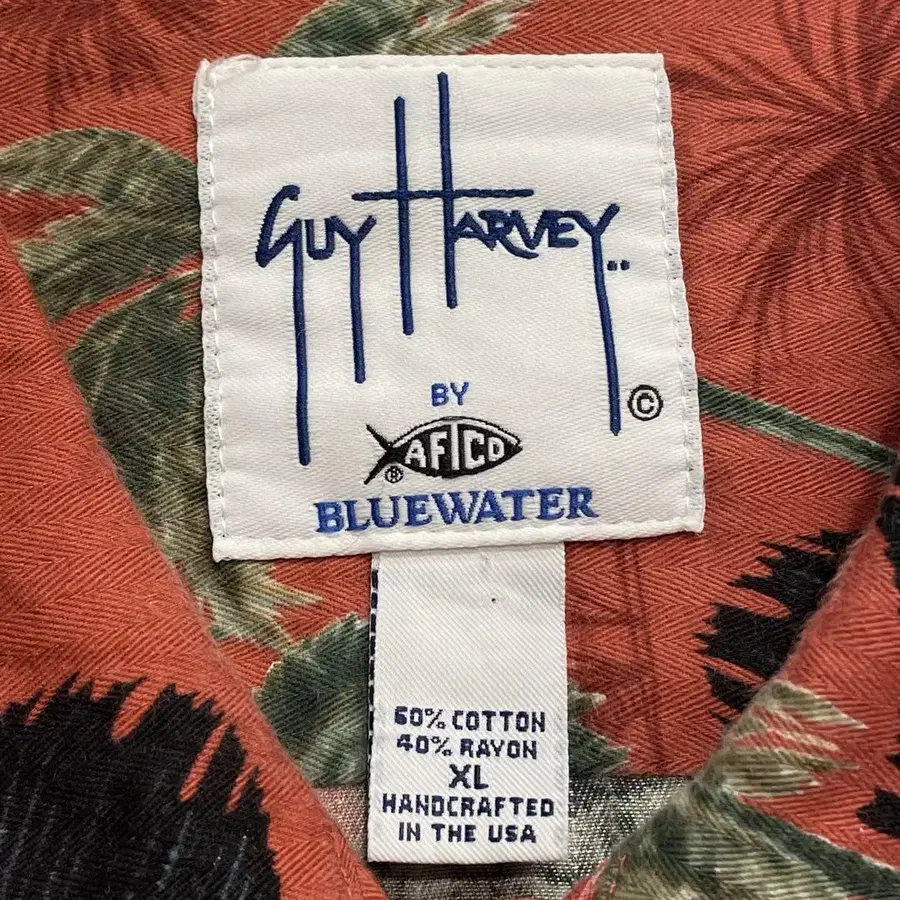 GUY HARVEY..
©
BY
AFTCO
®
BLUEWATER
60% COTTON
40% RAYON
XL
HANDCRAFTED
IN THE USA